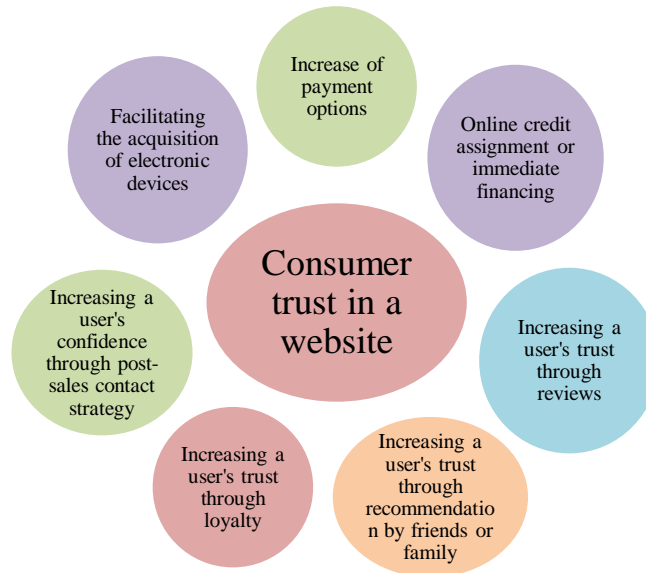 Increase of
payment
options
Facilitating
the acquisition
of electronic
devices
Online credit
assignment or
immediate
financing
Consumer
trust in a
website
Increasing a
user's
confidence
through post-
sales contact
strategy
Increasing a
user's trust
through
reviews
Increasing a
user's trust
through
loyalty
Increasing a
user's trust
through
recommendatio
n by friends or
family